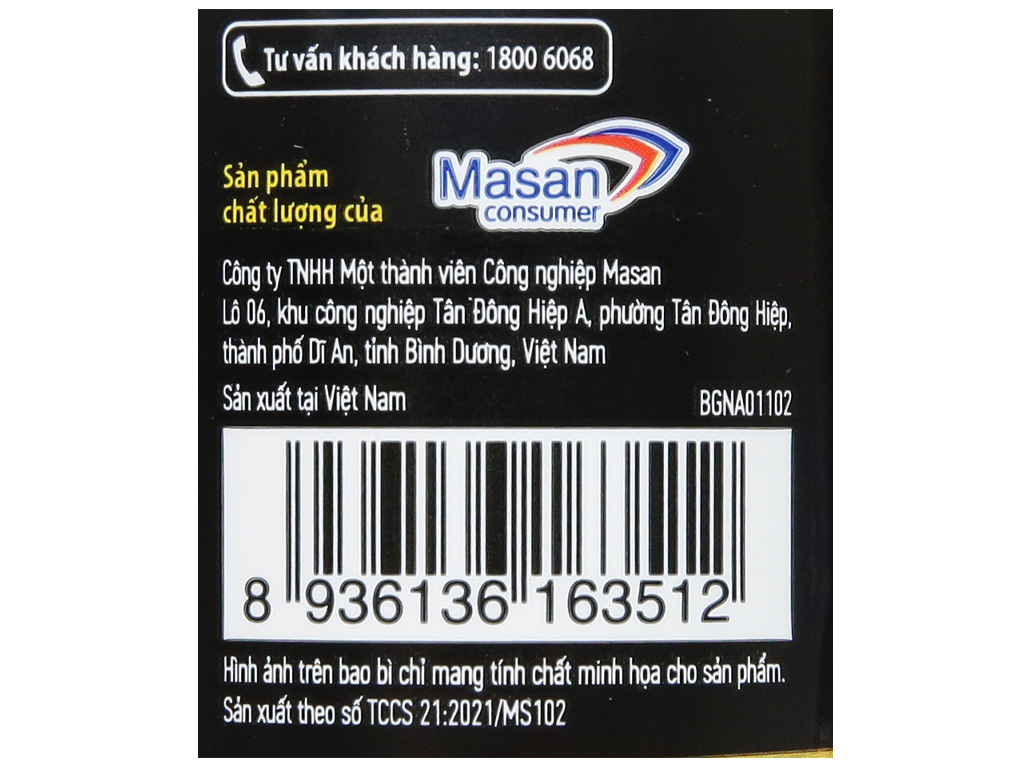 Tư vấn khách hàng: 1800 6068
Sản phẩm
chất lượng của
Masan
consumer
Công ty TNHH Một thành viên Công nghiệp Masan
Lô 06, khu công nghiệp Tân Đông Hiệp A, phường Tân Đông Hiệp,
thành phố Dĩ An, tỉnh Bình Dương, Việt Nam
Sản xuất tại Việt Nam
BGNA01102
8 936136 163512
Hình ảnh trên bao bì chỉ mang tính chất minh họa cho sản phẩm.
Sản xuất theo số TCCS 21:2021/MS102